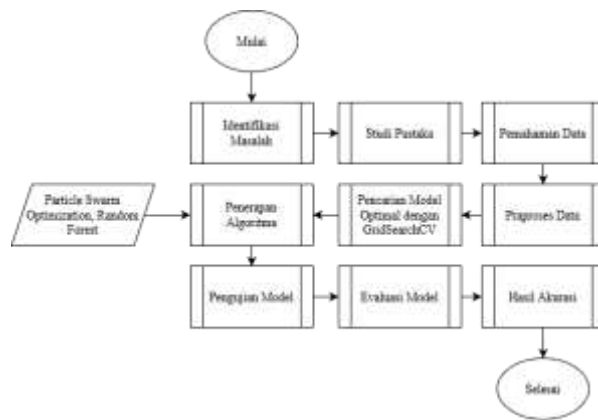 Mulai
Identifikasi
Masalah
Studi Pustaka
Pemahaman Data
Particle Swarm
Optimization, Random
Forest
Penerapan
Algoritma
Pencarian Model
Optimal dengan
GridSearchCV
Praproses Data
Pengujian Model
Evaluasi Model
Hasil Akurasi
Selesai